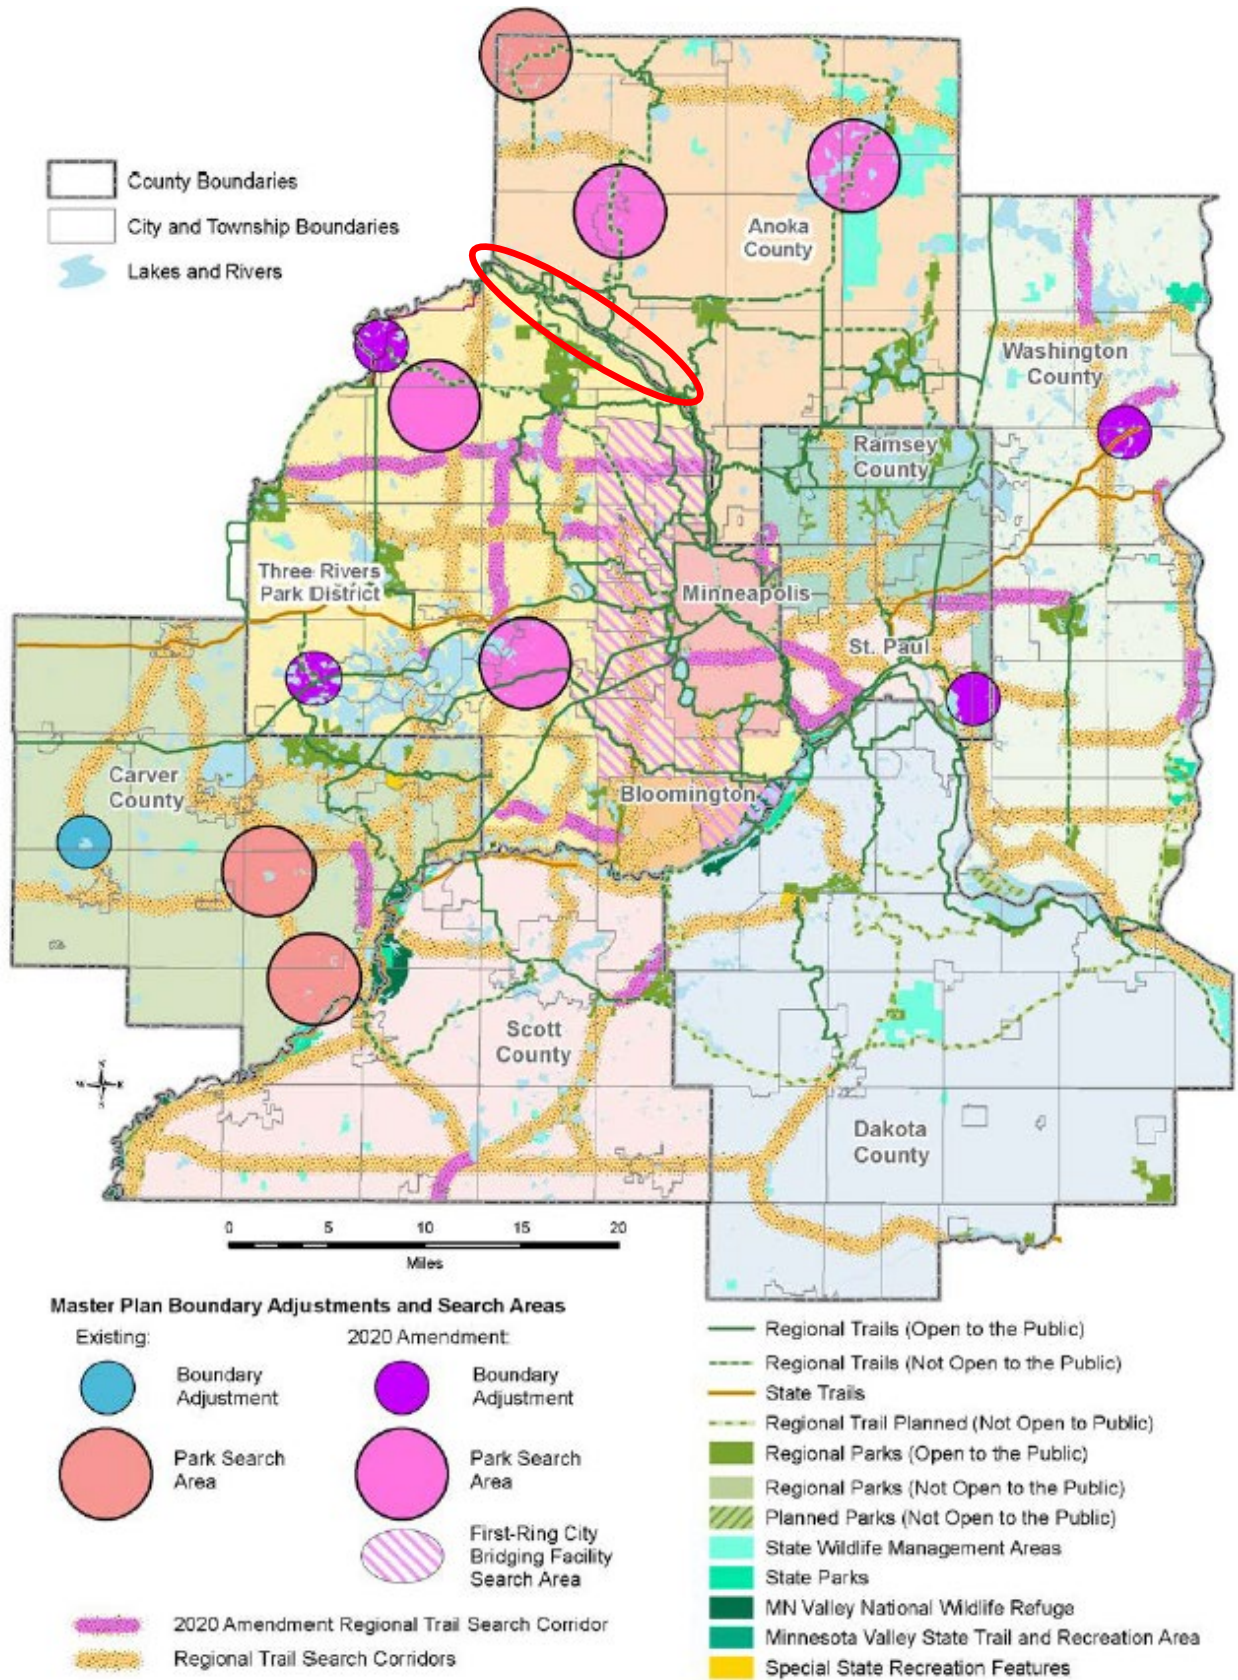 County Boundaries
City and Township Boundaries
Lakes and Rivers
Anoka
County
Washington
County
Ramsey
County
Three Rivers
Park District
Minneapolis
St. Paul
Carver
County
Bloomington
Scott
County
Dakota
County
0 5 10 15 20
Miles
Master Plan Boundary Adjustments and Search Areas
Existing:
Boundary
Adjustment
Park Search
Area
2020 Amendment:
Boundary
Adjustment
Park Search
Area
First-Ring City
Bridging Facility
Search Area
2020 Amendment Regional Trail Search Corridor
Regional Trail Search Corridors
Regional Trails (Open to the Public)
Regional Trails (Not Open to the Public)
State Trails
Regional Trail Planned (Not Open to Public)
Regional Parks (Open to the Public)
Regional Parks (Not Open to the Public)
Planned Parks (Not Open to the Public)
State Wildlife Management Areas
State Parks
MN Valley National Wildlife Refuge
Minnesota Valley State Trail and Recreation Area
Special State Recreation Features